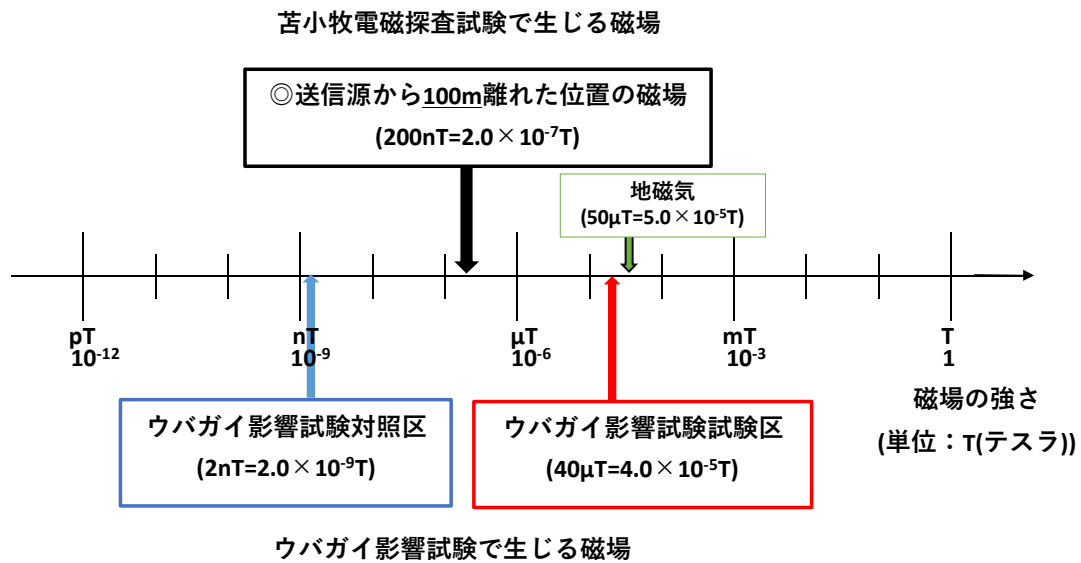 苫小牧電磁探査試験で生じる磁場
◎送信源から100m離れた位置の磁場
(200nT=2.0×10⁻⁷T)
地磁気
(50μT=5.0×10⁻⁵T)
pT
10⁻¹²
nT
10⁻⁹
μT
10⁻⁶
mT
10⁻³
T
1
磁場の強さ
(単位：T(テスラ))
ウバガイ影響試験対照区
(2nT=2.0×10⁻⁹T)
ウバガイ影響試験試験区
(40μT=4.0×10⁻⁵T)
ウバガイ影響試験で生じる磁場